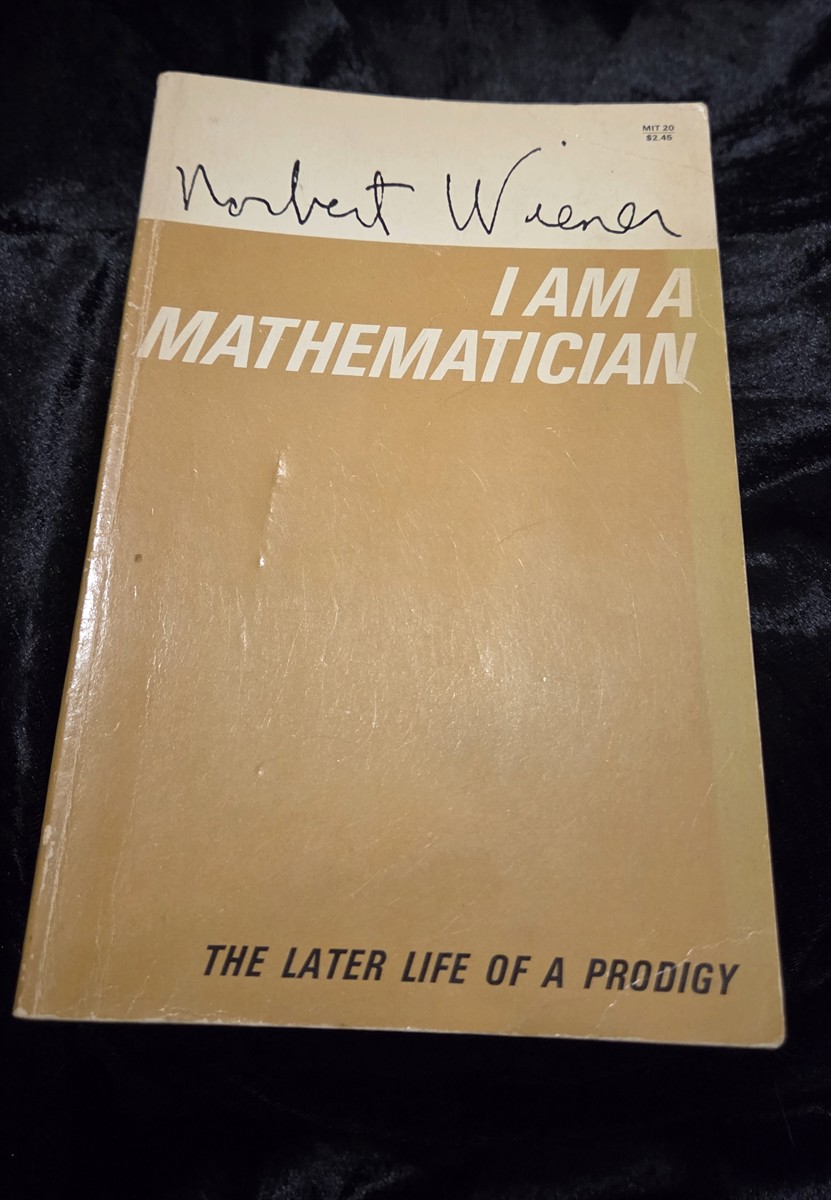 MIT 20
$2.45
Norbert Wiener
I AM A
MATHEMATICIAN
THE LATER LIFE OF A PRODIGY